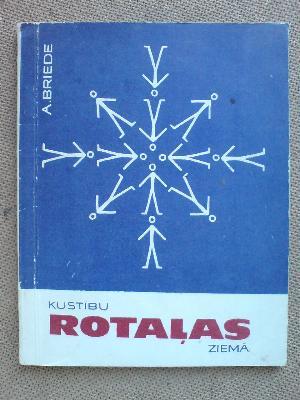 A. BRIEDE
KUSTĪBU
ROTAĻAS
ZIEMĀ